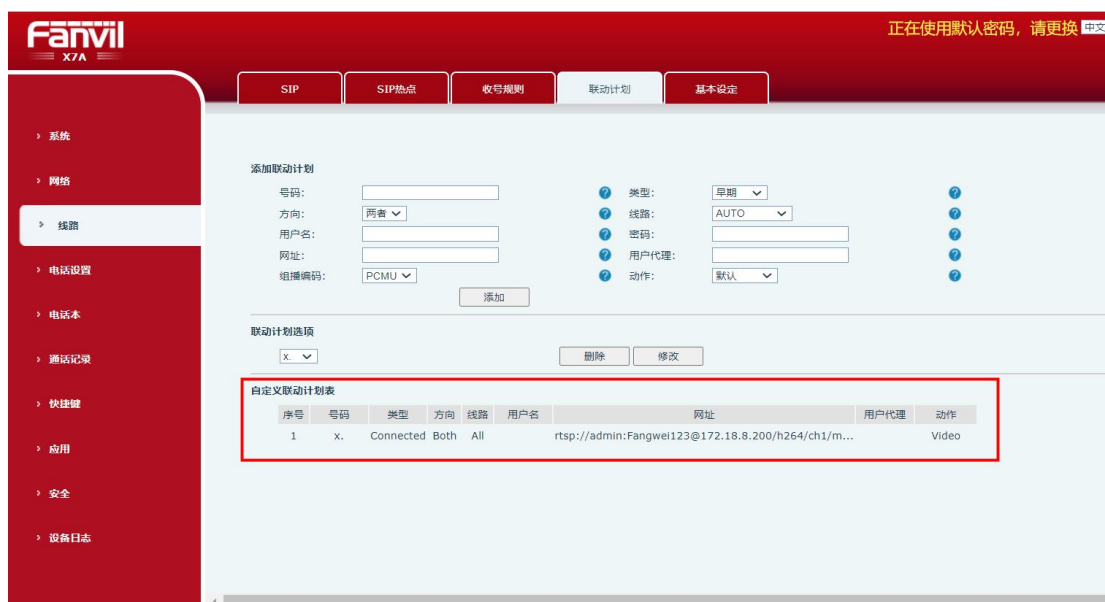 Fanvil
X7A
正在使用默认密码，请更换 中文
SIP SIP热点 收号规则 联动计划 基本设定
› 系统
› 网络
› 线路
› 电话设置
› 电话本
› 通话记录
› 快捷键
› 应用
› 安全
› 设备日志
添加联动计划
号码: ? 类型: 早期 ?
方向: 两者 ? 线路: AUTO ?
用户名: ? 密码: ?
网址: ? 用户代理: ?
组播编码: PCMU ? 动作: 默认 ?
添加
联动计划选项
x. 删除 修改
自定义联动计划表
序号 号码 类型 方向 线路 用户名 网址 用户代理 动作
1 x. Connected Both All rtsp://admin:Fangwei123@172.18.8.200/h264/ch1/m... Video